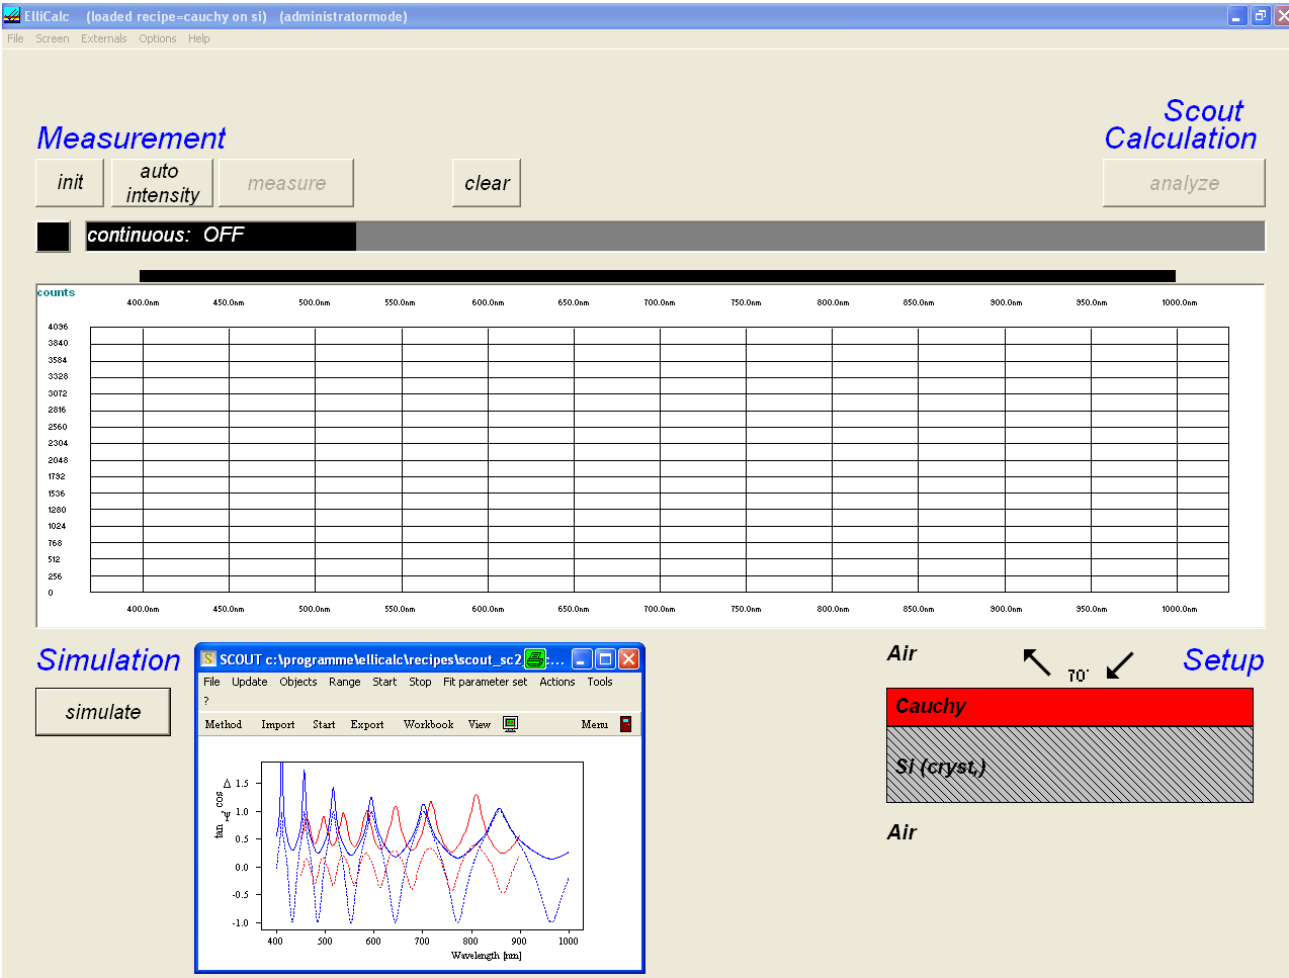 ElliCalc (loaded recipe=cauchy on si) (administratormode)
File Screen Externals Options Help
Measurement
Scout
Calculation
init
auto
intensity
measure
clear
analyze
continuous: OFF
counts
400.0nm 450.0nm 500.0nm 550.0nm 600.0nm 650.0nm 700.0nm 750.0nm 800.0nm 850.0nm 900.0nm 950.0nm 1000.0nm
4096
3840
3584
3328
3072
2816
2560
2304
2048
1792
1536
1280
1024
768
512
256
0
400.0nm 450.0nm 500.0nm 550.0nm 600.0nm 650.0nm 700.0nm 750.0nm 800.0nm 850.0nm 900.0nm 950.0nm 1000.0nm
Simulation
simulate
SCOUT c:\programme\ellicalc\recipes\scout_sc2
File Update Objects Range Start Stop Fit parameter set Actions Tools
?
Method Import Start Export Workbook View Menu
tan Ψ, cos Δ
1.5
1.0
0.5
0.0
-0.5
-1.0
400 500 600 700 800 900 1000
Wavelength [nm]
Setup
Air
70°
Cauchy
Si (cryst,)
Air